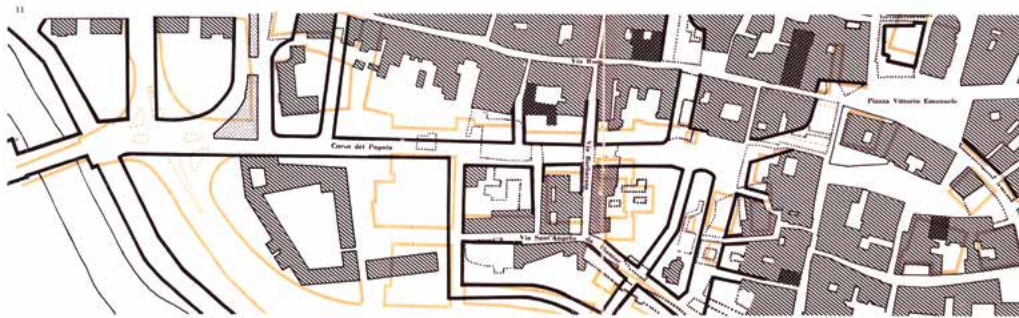 11
Via Roma
Piazza Vittorio Emanuele
Corso del Popolo
Via Sant'Angelo